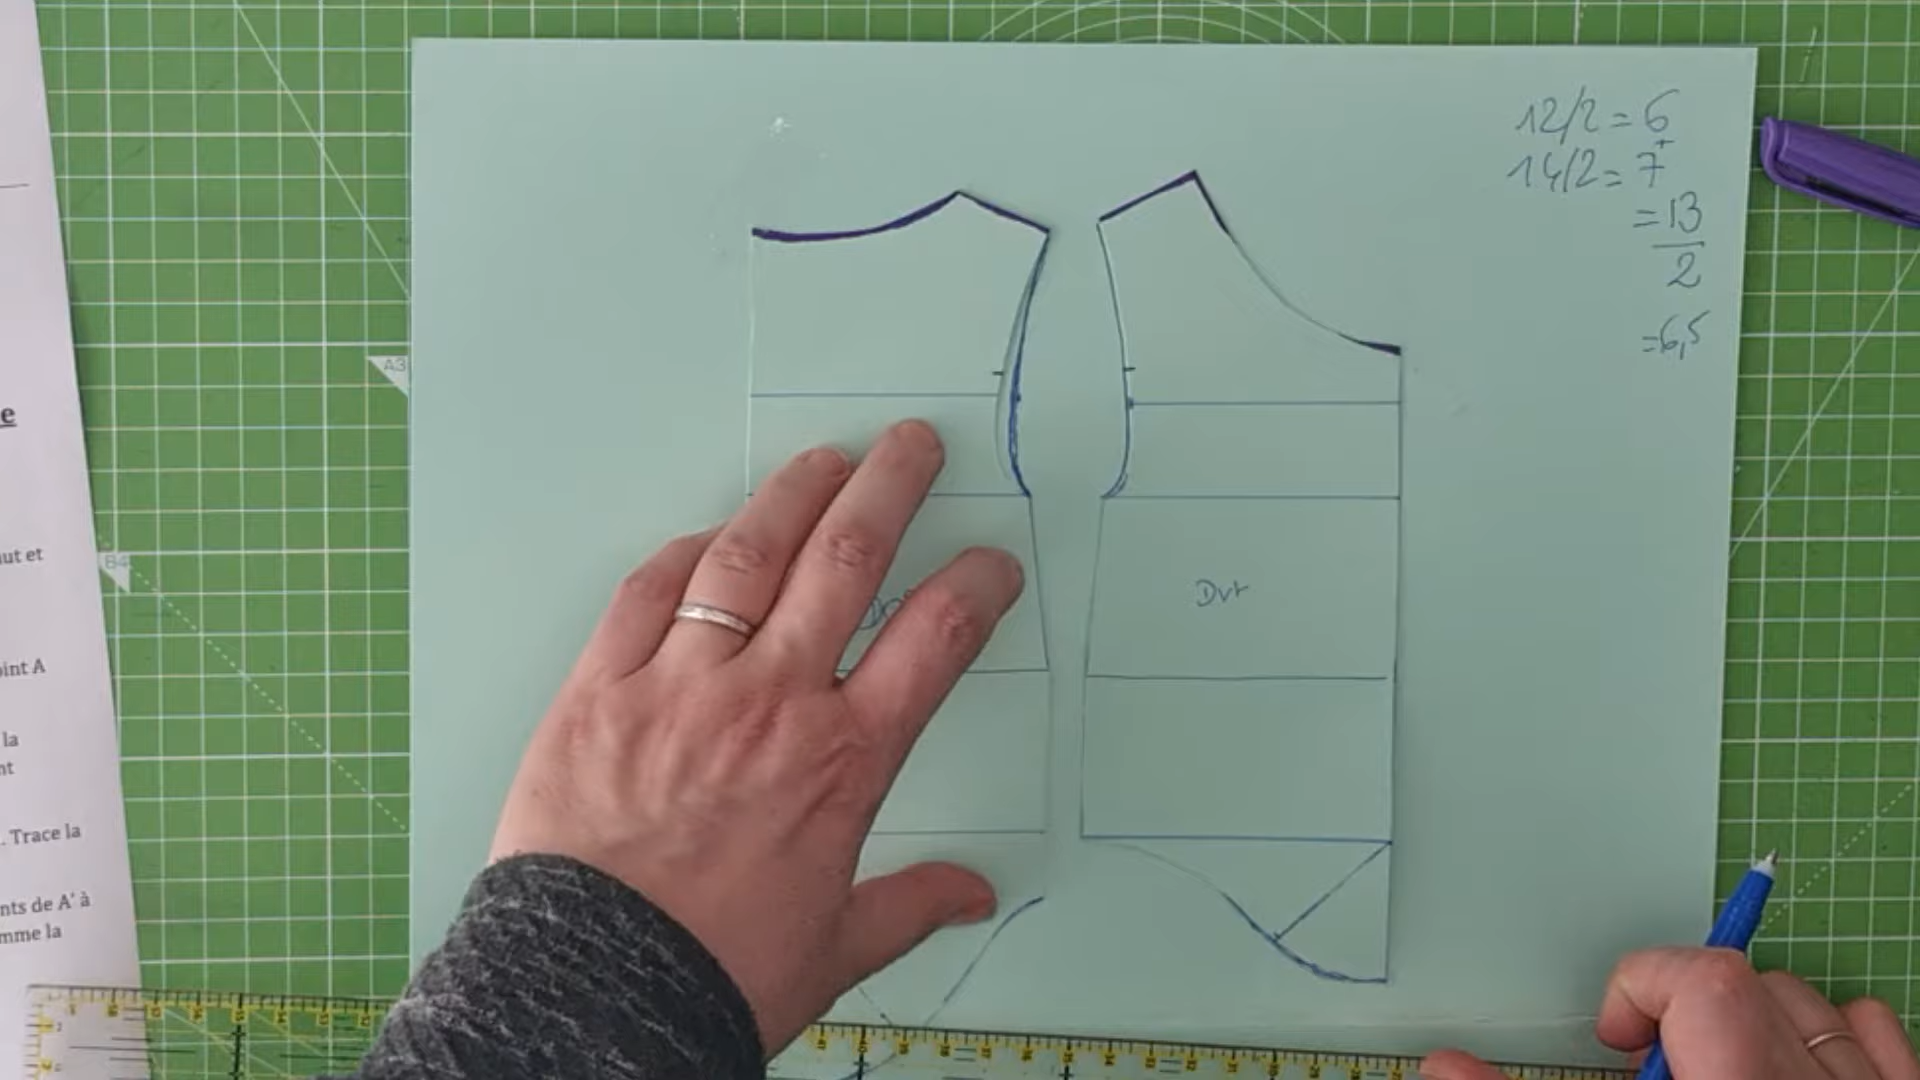 12/2 = 6
+
14/2 = 7
= 13
2
= 6,5
A3
B4
e
ut et
oint A
la
nt
. Trace la
nts de A' à
mme la
Dvt